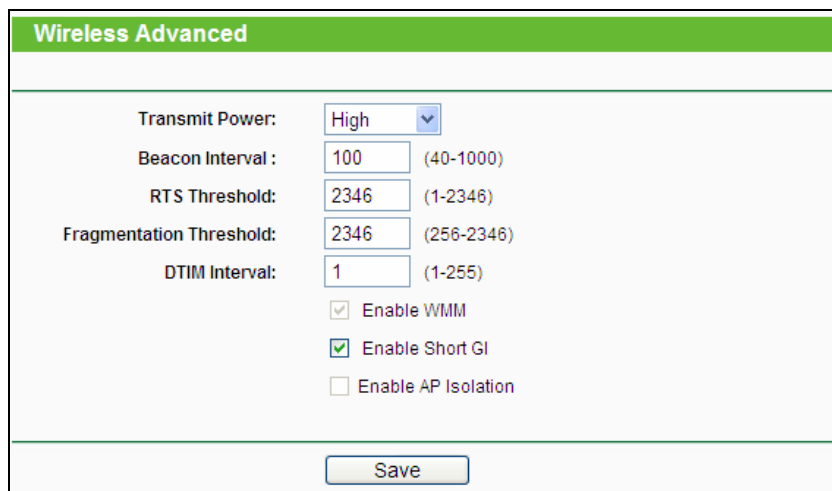 Wireless Advanced
Transmit Power: High
Beacon Interval : 100 (40-1000)
RTS Threshold: 2346 (1-2346)
Fragmentation Threshold: 2346 (256-2346)
DTIM Interval: 1 (1-255)
Enable WMM
Enable Short GI
Enable AP Isolation
Save